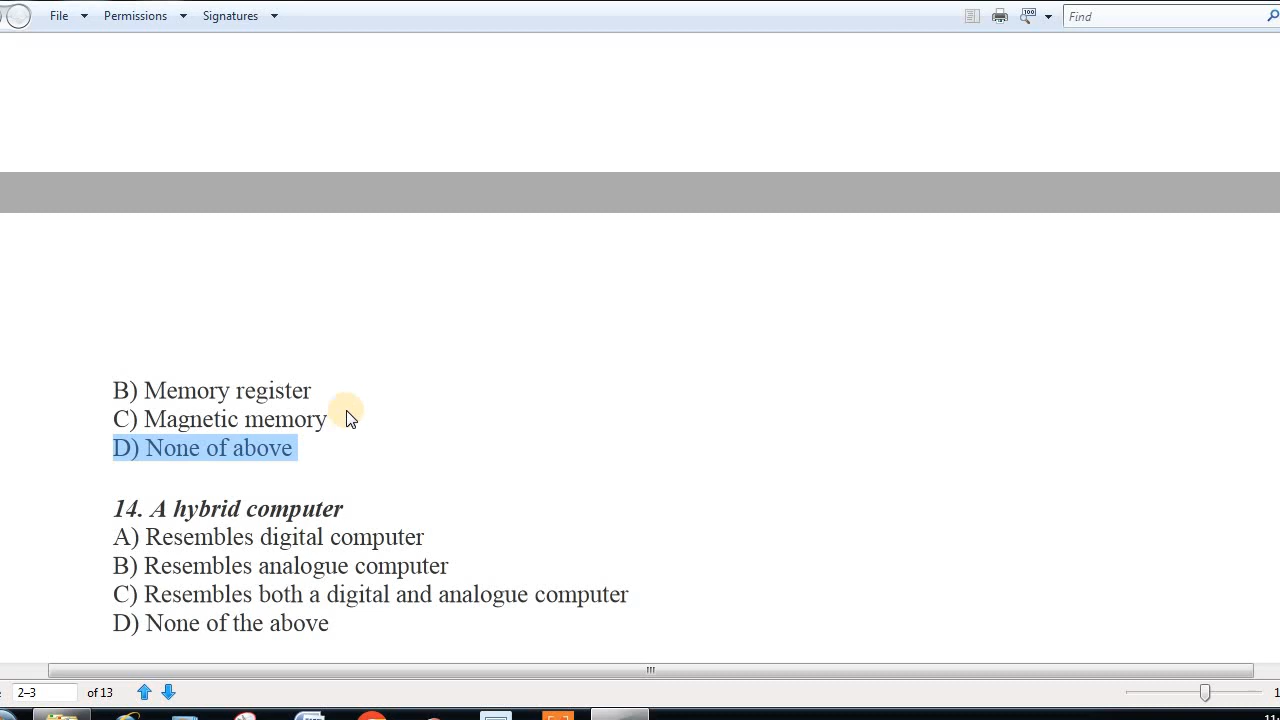 File Permissions Signatures Find
B) Memory register
C) Magnetic memory
D) None of above
14. A hybrid computer
A) Resembles digital computer
B) Resembles analogue computer
C) Resembles both a digital and analogue computer
D) None of the above
2–3 of 13